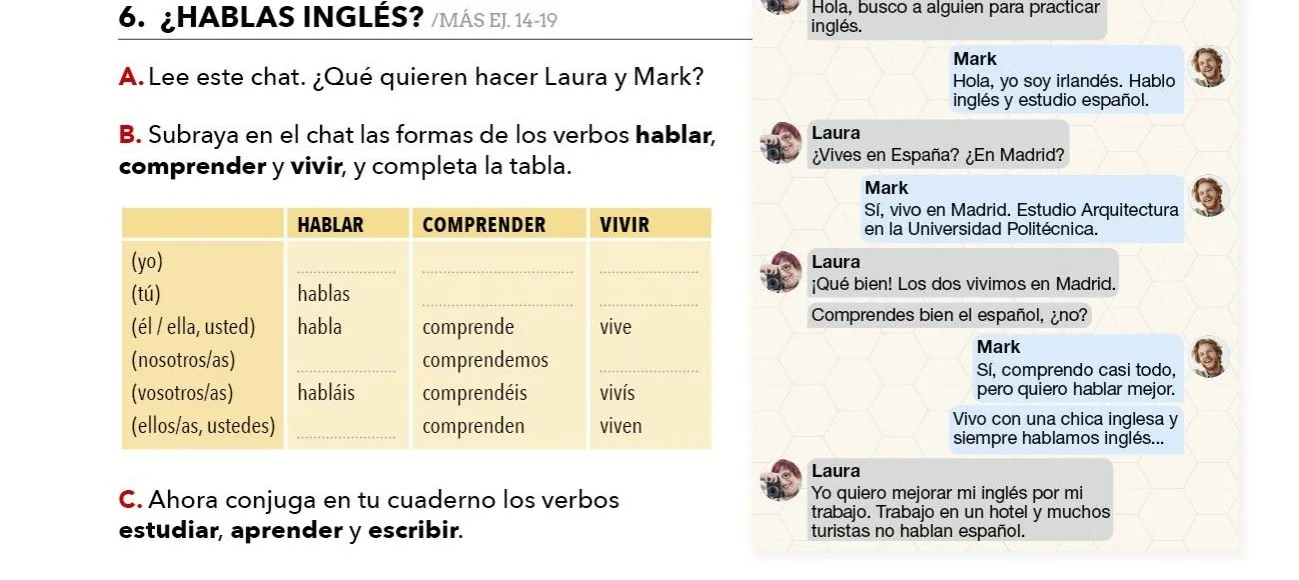 6. ¿HABLAS INGLÉS? /MÁS EJ. 14-19
A. Lee este chat. ¿Qué quieren hacer Laura y Mark?
B. Subraya en el chat las formas de los verbos hablar,
comprender y vivir, y completa la tabla.
HABLAR COMPRENDER VIVIR
(yo)
(tú) hablas
(él / ella, usted) habla comprende vive
(nosotros/as) comprendemos
(vosotros/as) habláis comprendéis vivís
(ellos/as, ustedes) comprenden viven
C. Ahora conjuga en tu cuaderno los verbos
estudiar, aprender y escribir.
Hola, busco a alguien para practicar
inglés.
Mark
Hola, yo soy irlandés. Hablo
inglés y estudio español.
Laura
¿Vives en España? ¿En Madrid?
Mark
Sí, vivo en Madrid. Estudio Arquitectura
en la Universidad Politécnica.
Laura
¡Qué bien! Los dos vivimos en Madrid.
Comprendes bien el español, ¿no?
Mark
Sí, comprendo casi todo,
pero quiero hablar mejor.
Vivo con una chica inglesa y
siempre hablamos inglés...
Laura
Yo quiero mejorar mi inglés por mi
trabajo. Trabajo en un hotel y muchos
turistas no hablan español.